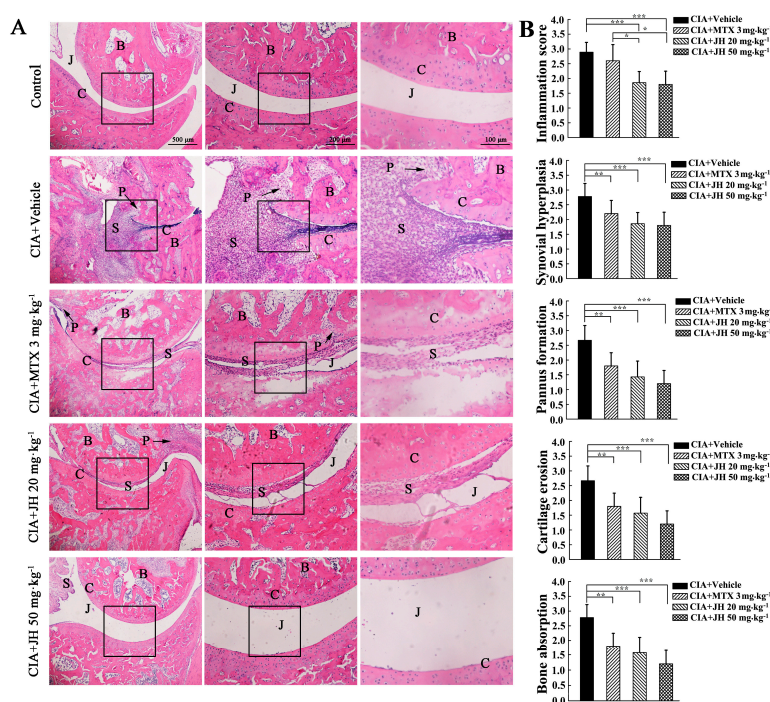 A
Control
B
J
C
500 μm
B
C
J
C
200 μm
C
J
100 μm
CIA+Vehicle
P
S
C
B
P
B
S
C
P
B
C
S
CIA+MTX 3 mg·kg-1
B
P
C
S
B
P
S
J
C
S
CIA+JH 20 mg·kg-1
B
P
C
J
S
B
J
S
C
C
S
J
CIA+JH 50 mg·kg-1
S
C
B
J
B
C
J
J
C
B
Inflammation score
4.0
3.5
3.0
2.5
2.0
1.5
1.0
0.5
0.0
***
***
*
*
CIA+Vehicle
CIA+MTX 3 mg·kg-1
CIA+JH 20 mg·kg-1
CIA+JH 50 mg·kg-1
Synovial hyperplasia
4.0
3.5
3.0
2.5
2.0
1.5
1.0
0.5
0.0
***
***
**
CIA+Vehicle
CIA+MTX 3 mg·kg-1
CIA+JH 20 mg·kg-1
CIA+JH 50 mg·kg-1
Pannus formation
4.0
3.5
3.0
2.5
2.0
1.5
1.0
0.5
0.0
***
***
**
CIA+Vehicle
CIA+MTX 3 mg·kg-1
CIA+JH 20 mg·kg-1
CIA+JH 50 mg·kg-1
Cartilage erosion
4.0
3.5
3.0
2.5
2.0
1.5
1.0
0.5
0.0
***
***
**
CIA+Vehicle
CIA+MTX 3 mg·kg-1
CIA+JH 20 mg·kg-1
CIA+JH 50 mg·kg-1
Bone absorption
4.0
3.5
3.0
2.5
2.0
1.5
1.0
0.5
0.0
***
***
**
CIA+Vehicle
CIA+MTX 3 mg·kg-1
CIA+JH 20 mg·kg-1
CIA+JH 50 mg·kg-1